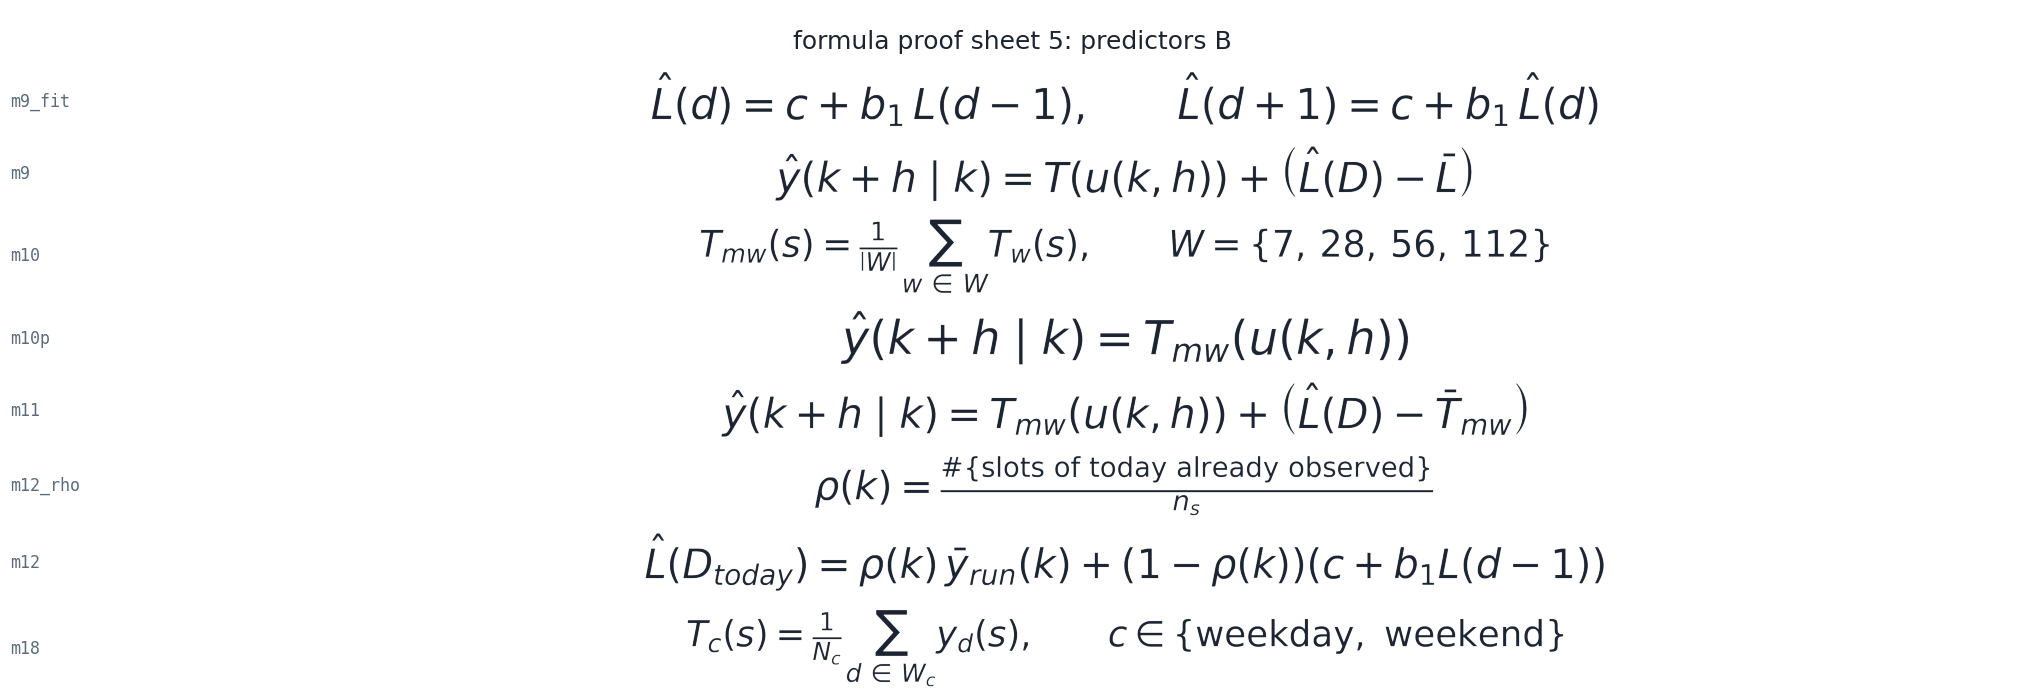 formula proof sheet 5: predictors B
m9_fit L̂(d) = c + b₁ L(d − 1), L̂(d + 1) = c + b₁ L̂(d)
m9 ŷ(k + h | k) = T(u(k, h)) + (L̂(D) − L̄)
m10 T_mw(s) = 1/|W| ∑_{w ∈ W} T_w(s), W = {7, 28, 56, 112}
m10p ŷ(k + h | k) = T_mw(u(k, h))
m11 ŷ(k + h | k) = T_mw(u(k, h)) + (L̂(D) − T̄_mw)
m12_rho ρ(k) = #{slots of today already observed} / n_s
m12 L̂(D_today) = ρ(k) ȳ_run(k) + (1 − ρ(k))(c + b₁L(d − 1))
m18 T_c(s) = 1/N_c ∑_{d ∈ W_c} y_d(s), c ∈ {weekday, weekend}